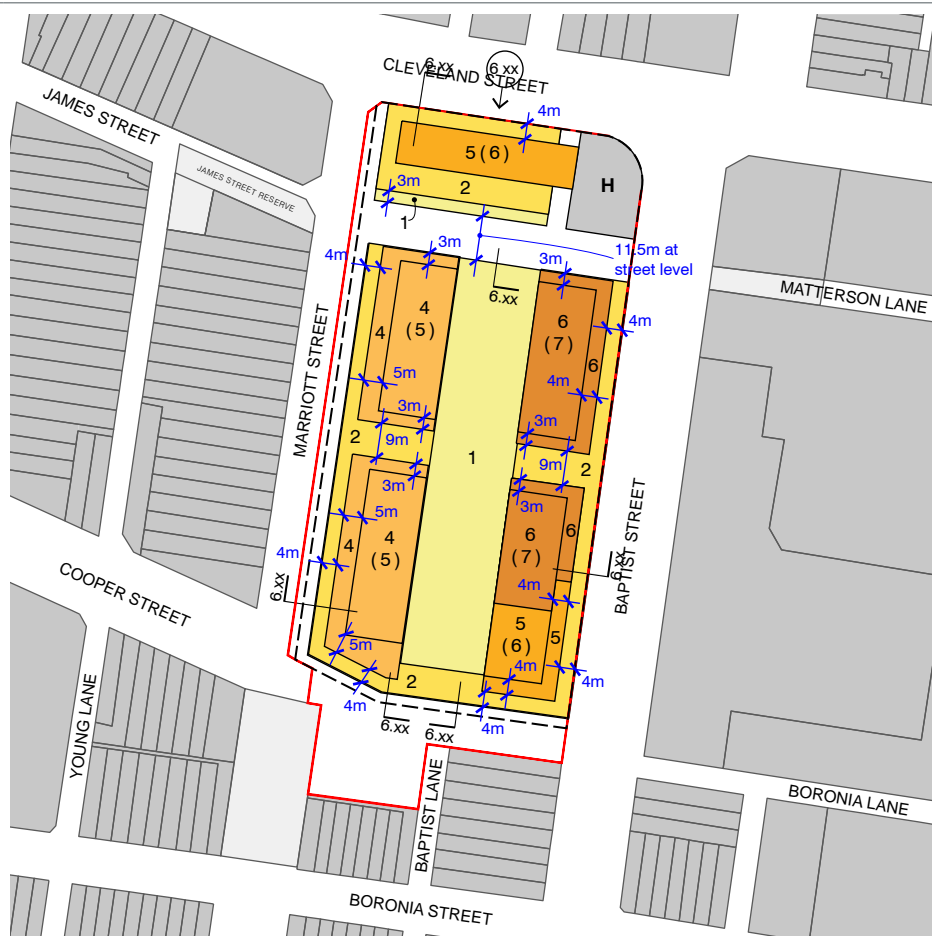 6.xx
6 xx
CLEVELAND STREET
4m
JAMES STREET
5(6)
JAMES STREET RESERVE
H
3m
2
1
3m
11.5m at
street level
4m
3m
6.xx
MATTERSON LANE
4
(5)
4
6
(7)
6
4m
MARRIOTT STREET
5m
4m
3m
9m
3m
2
1
9m
2
3m
3m
5m
4
(5)
4
6
(7)
6
BAPTIST STREET
4m
6.xx
COOPER STREET
6.xx
4m
5
(6)
5
5m
4m
4m
2
4m
6.xx
6.xx
4m
YOUNG LANE
BAPTIST LANE
BORONIA LANE
BORONIA STREET